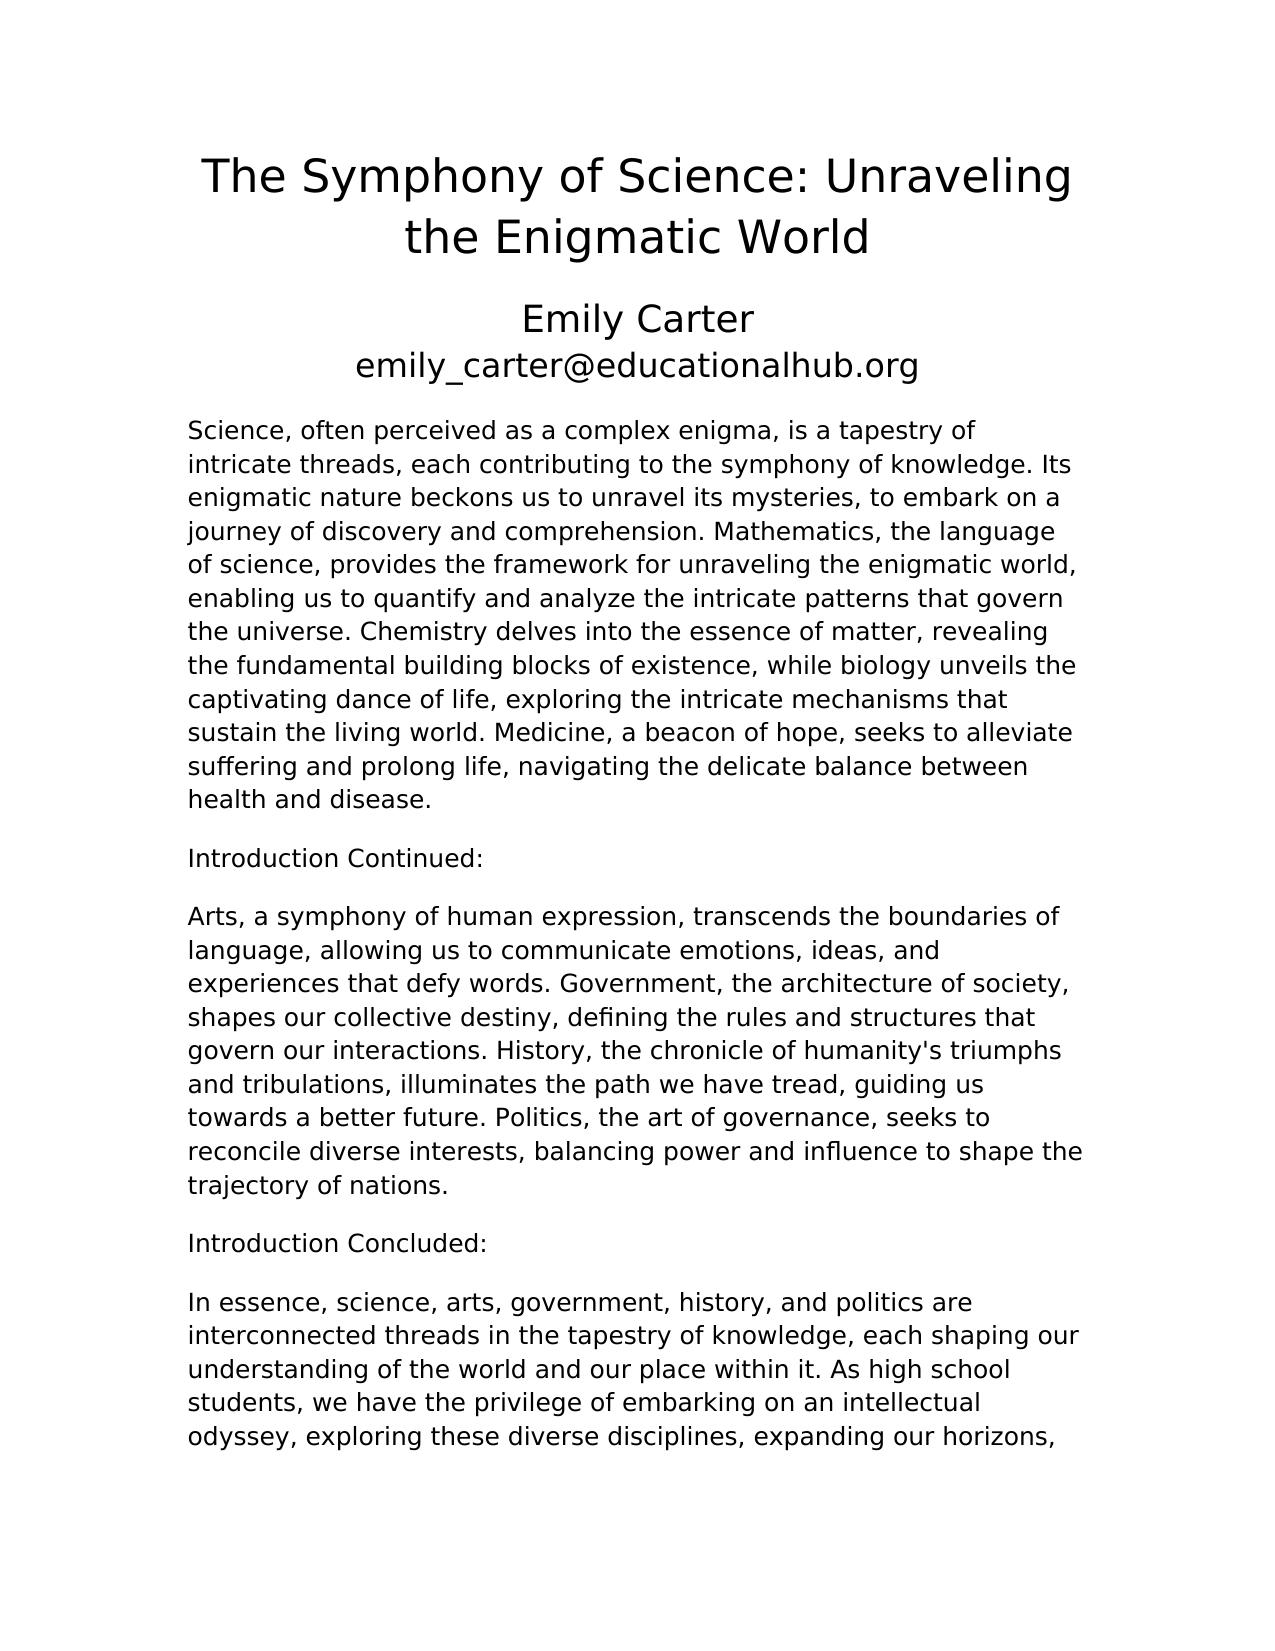 The Symphony of Science: Unraveling
the Enigmatic World
Emily Carter
emily_carter@educationalhub.org
Science, often perceived as a complex enigma, is a tapestry of
intricate threads, each contributing to the symphony of knowledge. Its
enigmatic nature beckons us to unravel its mysteries, to embark on a
journey of discovery and comprehension. Mathematics, the language
of science, provides the framework for unraveling the enigmatic world,
enabling us to quantify and analyze the intricate patterns that govern
the universe. Chemistry delves into the essence of matter, revealing
the fundamental building blocks of existence, while biology unveils the
captivating dance of life, exploring the intricate mechanisms that
sustain the living world. Medicine, a beacon of hope, seeks to alleviate
suffering and prolong life, navigating the delicate balance between
health and disease.
Introduction Continued:
Arts, a symphony of human expression, transcends the boundaries of
language, allowing us to communicate emotions, ideas, and
experiences that defy words. Government, the architecture of society,
shapes our collective destiny, defining the rules and structures that
govern our interactions. History, the chronicle of humanity's triumphs
and tribulations, illuminates the path we have tread, guiding us
towards a better future. Politics, the art of governance, seeks to
reconcile diverse interests, balancing power and influence to shape the
trajectory of nations.
Introduction Concluded:
In essence, science, arts, government, history, and politics are
interconnected threads in the tapestry of knowledge, each shaping our
understanding of the world and our place within it. As high school
students, we have the privilege of embarking on an intellectual
odyssey, exploring these diverse disciplines, expanding our horizons,